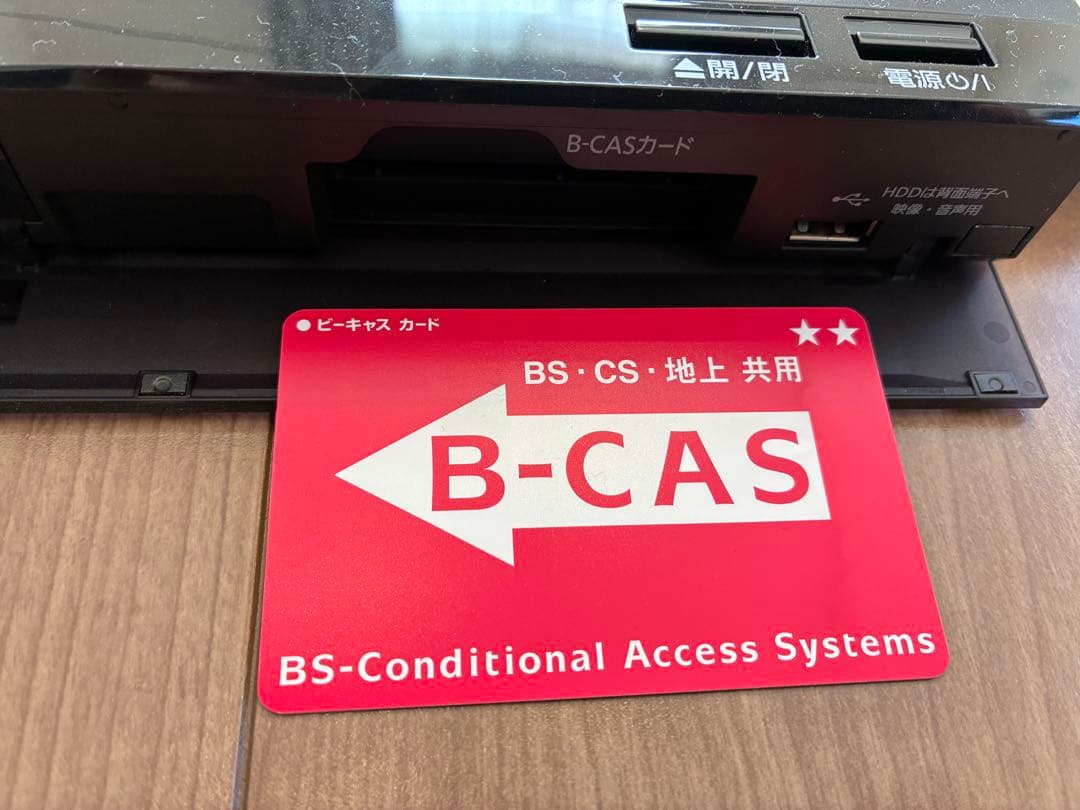 開/閉
電源
B-CASカード
HDDは背面端子へ
映像・音声用
ビーキャス カード
★★
BS・CS・地上 共用
B-CAS
BS-Conditional Access Systems